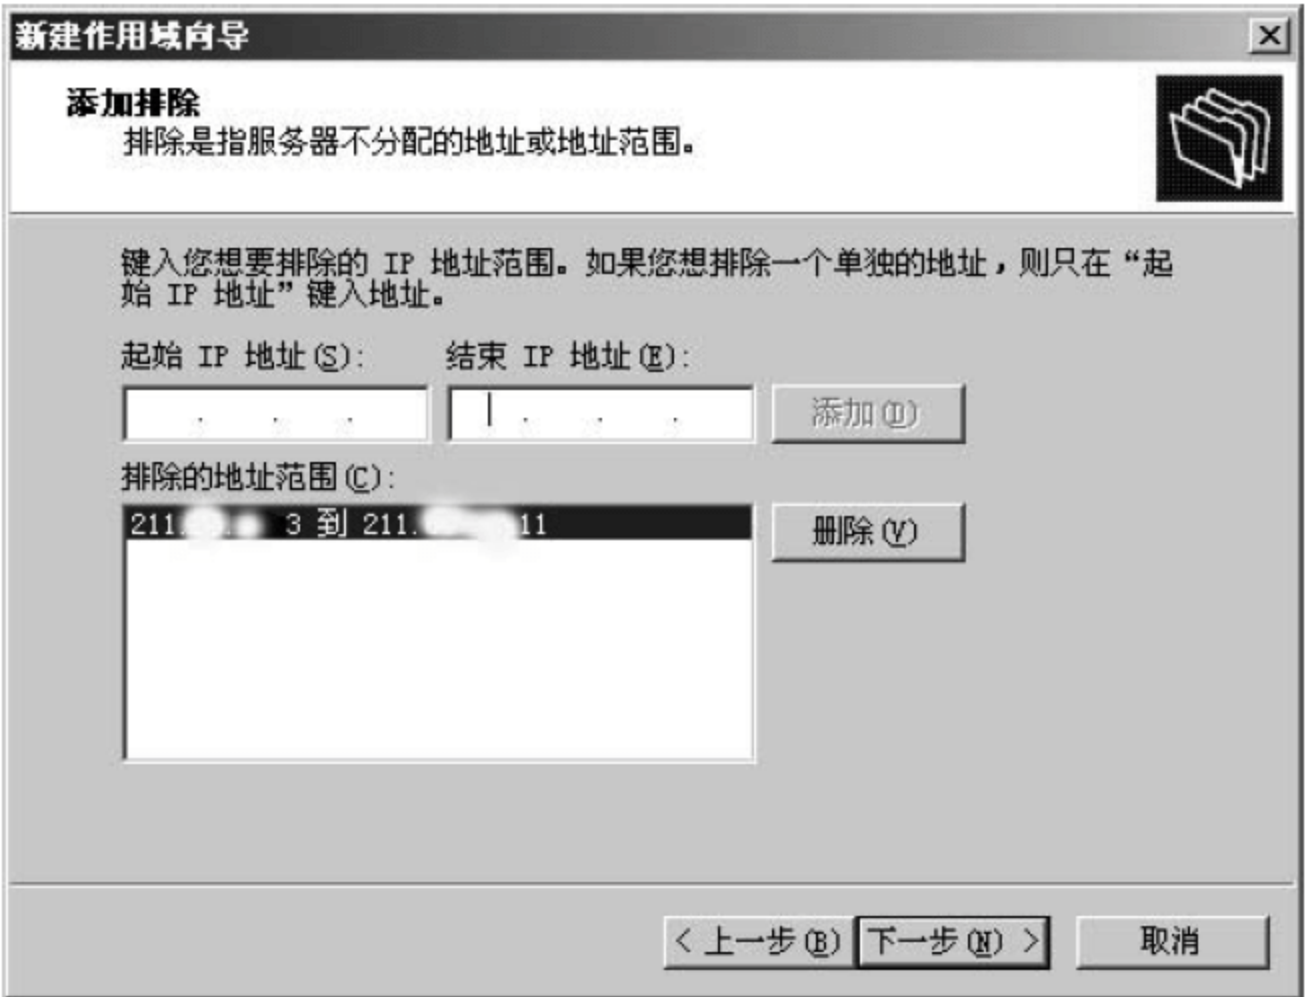 新建作用域向导
添加排除
排除是指服务器不分配的地址或地址范围。
键入您想要排除的 IP 地址范围。如果您想排除一个单独的地址，则只在“起
始 IP 地址”键入地址。
起始 IP 地址(S):
结束 IP 地址(E):
添加(D)
排除的地址范围(C):
211. 3 到 211. 11
删除(V)
< 上一步(B)
下一步(N) >
取消